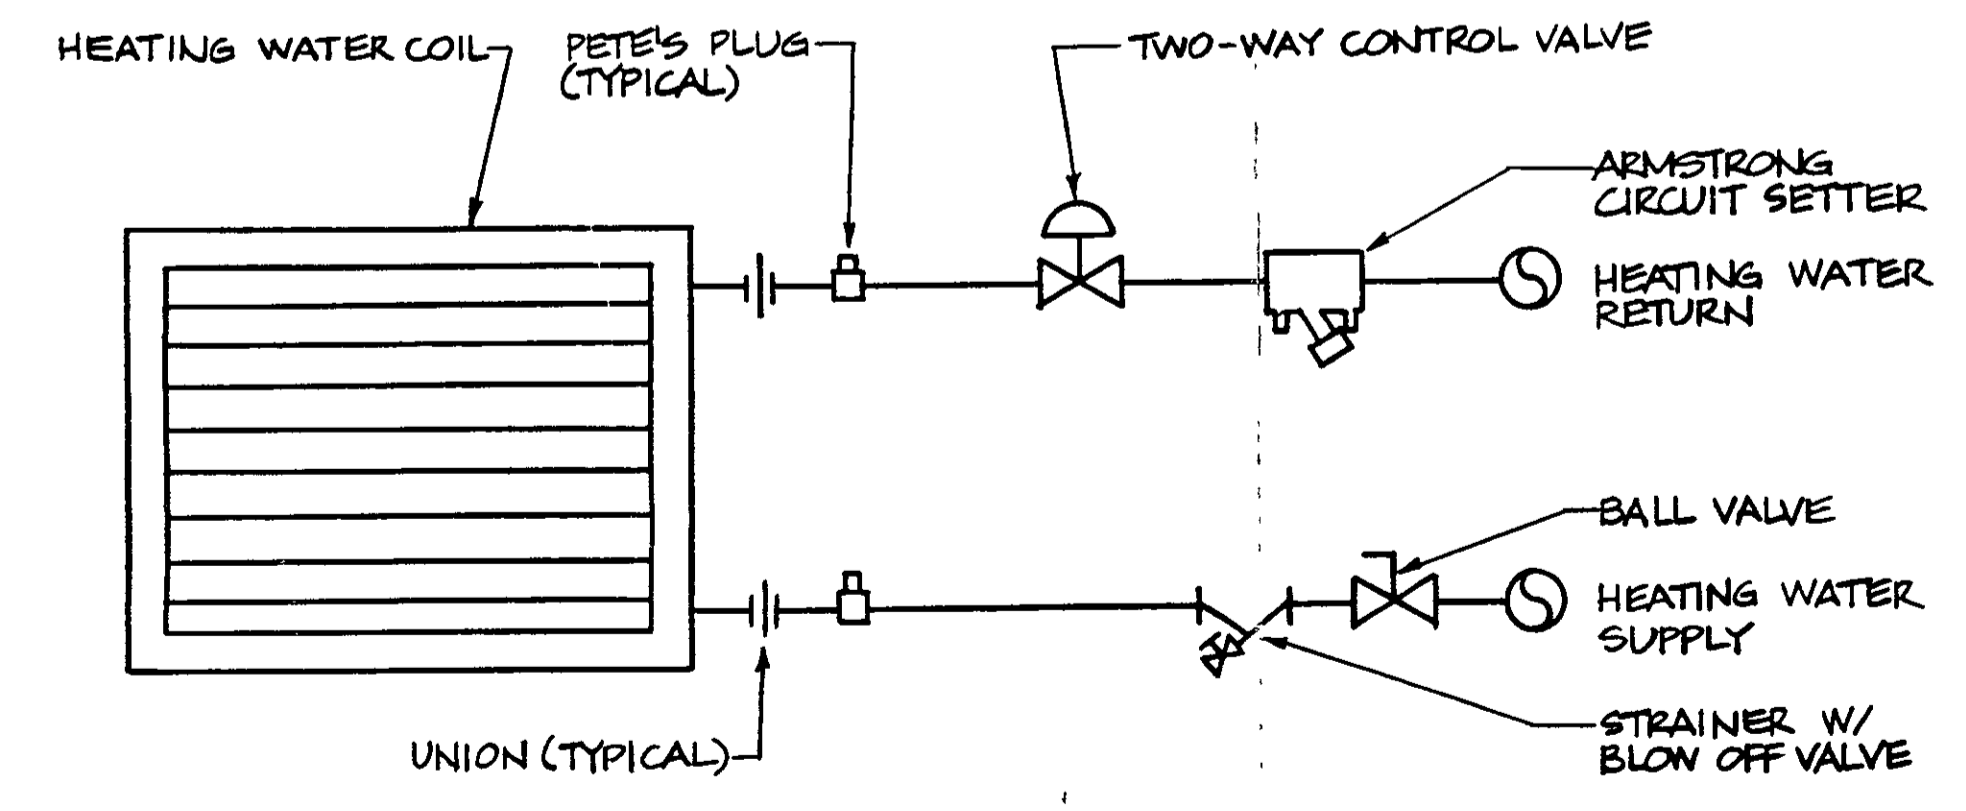 HEATING WATER COIL
PETE'S PLUG
(TYPICAL)
TWO-WAY CONTROL VALVE
ARMSTRONG
CIRCUIT SETTER
HEATING WATER
RETURN
BALL VALVE
HEATING WATER
SUPPLY
STRAINER W/
BLOW OFF VALVE
UNION (TYPICAL)